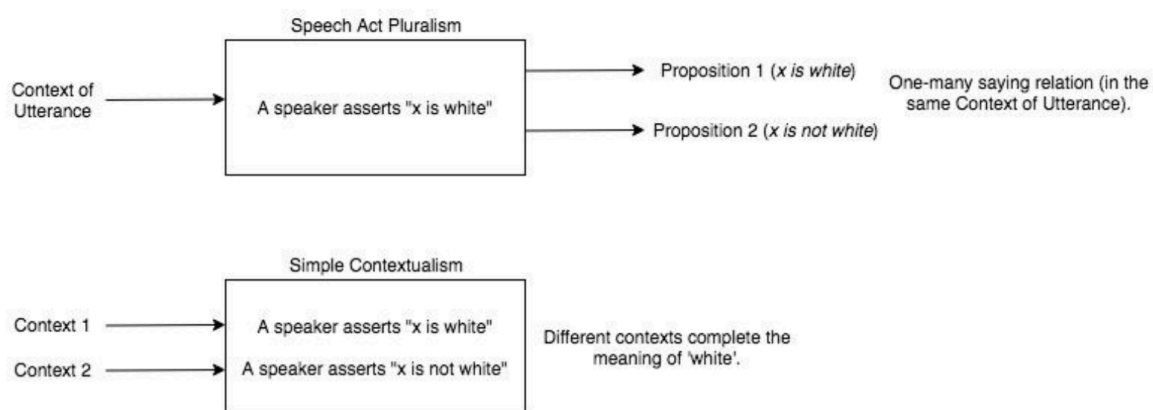 Speech Act Pluralism
Context of
Utterance
A speaker asserts "x is white"
Proposition 1 (x is white)
Proposition 2 (x is not white)
One-many saying relation (in the
same Context of Utterance).
Simple Contextualism
Context 1
A speaker asserts "x is white"
Context 2
A speaker asserts "x is not white"
Different contexts complete the
meaning of 'white'.